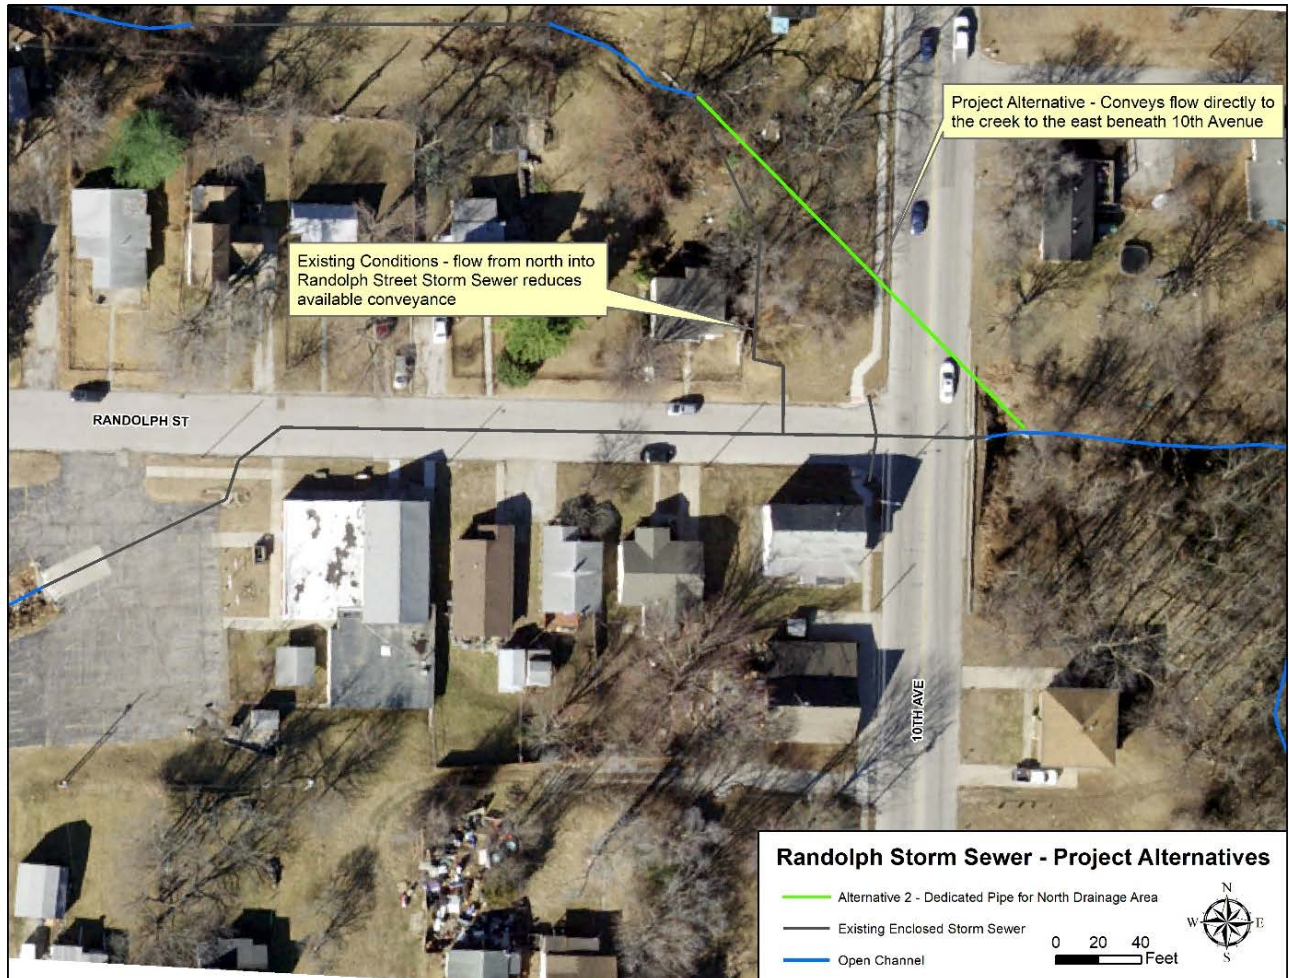 Project Alternative - Conveys flow directly to
the creek to the east beneath 10th Avenue
Existing Conditions - flow from north into
Randolph Street Storm Sewer reduces
available conveyance
RANDOLPH ST
10TH AVE
Randolph Storm Sewer - Project Alternatives
Alternative 2 - Dedicated Pipe for North Drainage Area
Existing Enclosed Storm Sewer
Open Channel
0 20 40
Feet
N
W E
S